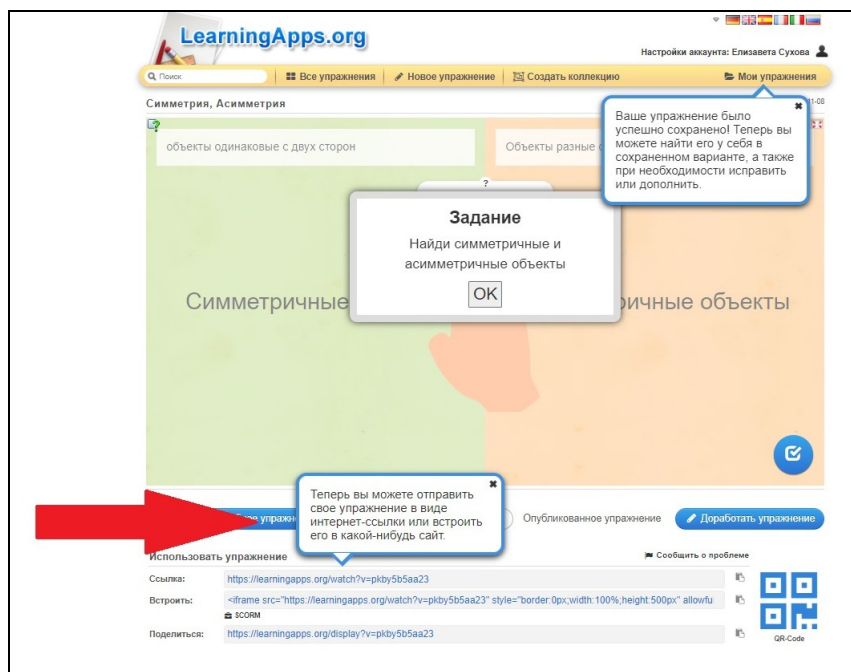 LearningApps.org
Настройки аккаунта: Елизавета Сухова
Поиск
Все упражнения
Новое упражнение
Создать коллекцию
Мои упражнения
Симметрия, Асимметрия
Ваше упражнение было
успешно сохранено! Теперь вы
можете найти его у себя в
сохраненном варианте, а также
при необходимости исправить
или дополнить.
объекты одинаковые с двух сторон
Объекты разные
?
Задание
Найди симметричные и
асимметричные объекты
OK
Симметричные
объекты
Теперь вы можете отправить
свое упражнение в виде
интернет-ссылки или встроить
его в какой-нибудь сайт.
Опубликованное упражнение
Доработать упражнение
Использовать упражнение
Сообщить о проблеме
Ссылка: https://learningapps.org/watch?v=pkby5b5aa23
Встроить: <iframe src="https://learningapps.org/watch?v=pkby5b5aa23" style="border:0px;width:100%;height:500px" allowfu
SCORM
Поделиться: https://learningapps.org/display?v=pkby5b5aa23
QR-Code